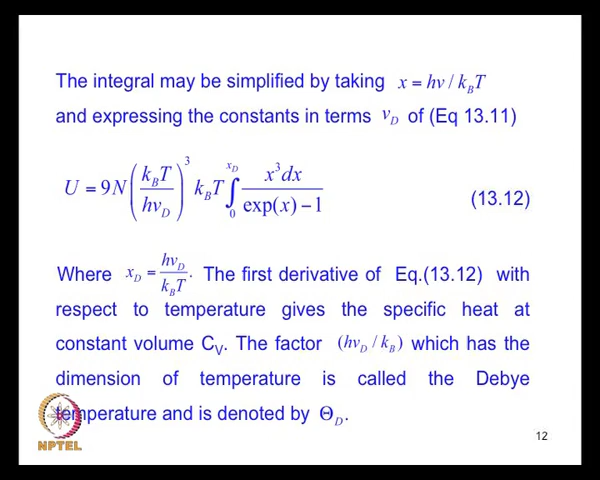 The integral may be simplified by taking x = hν / k_BT
and expressing the constants in terms ν_D of (Eq 13.11)
U = 9N (k_BT / hν_D)^3 k_BT ∫_0^{x_D} x^3dx / (exp(x) − 1) (13.12)
Where x_D = hν_D / k_BT. The first derivative of Eq.(13.12) with
respect to temperature gives the specific heat at
constant volume C_V. The factor (hν_D / k_B) which has the
dimension of temperature is called the Debye
temperature and is denoted by Θ_D.
NPTEL
12